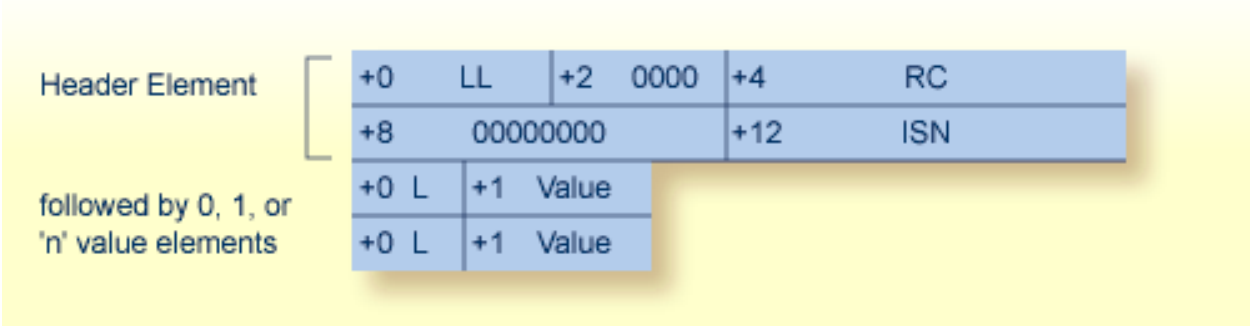 Header Element
+0 LL +2 0000 +4 RC
+8 00000000 +12 ISN
followed by 0, 1, or
'n' value elements
+0 L +1 Value
+0 L +1 Value